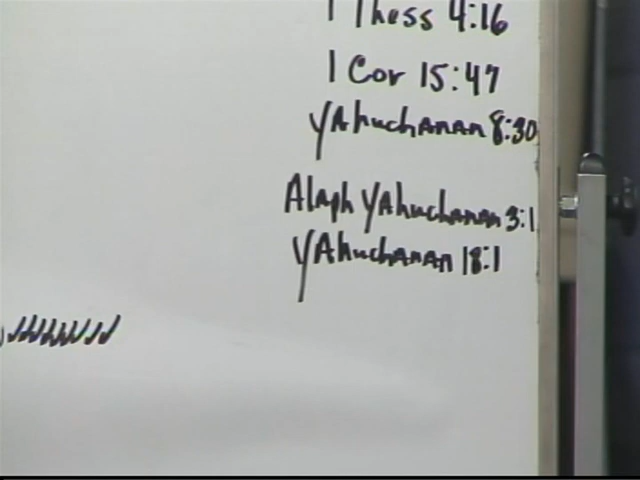 1 Thess 4:16
1 Cor 15:47
YAhuchanan 8:30
Alaph YAhuchanan 3:1
YAhuchanan 18:1